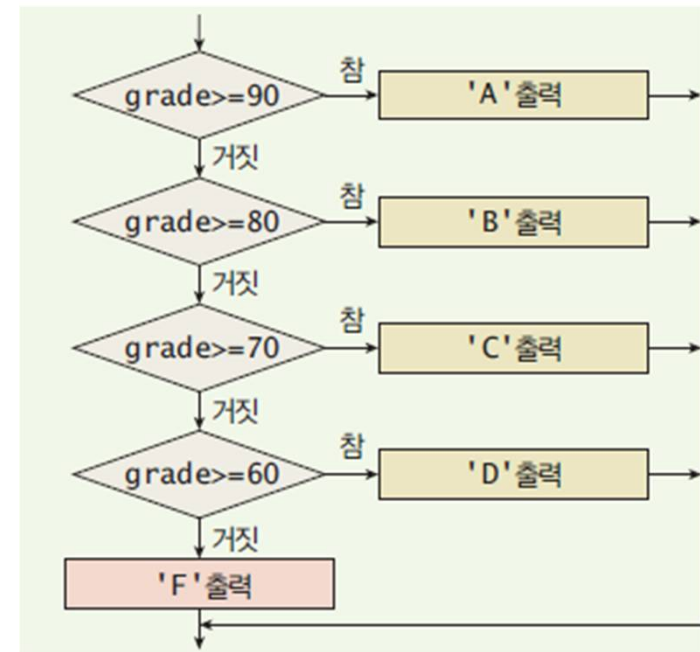 참
grade>=90
'A'출력
거짓
참
grade>=80
'B'출력
거짓
참
grade>=70
'C'출력
거짓
참
grade>=60
'D'출력
거짓
'F'출력